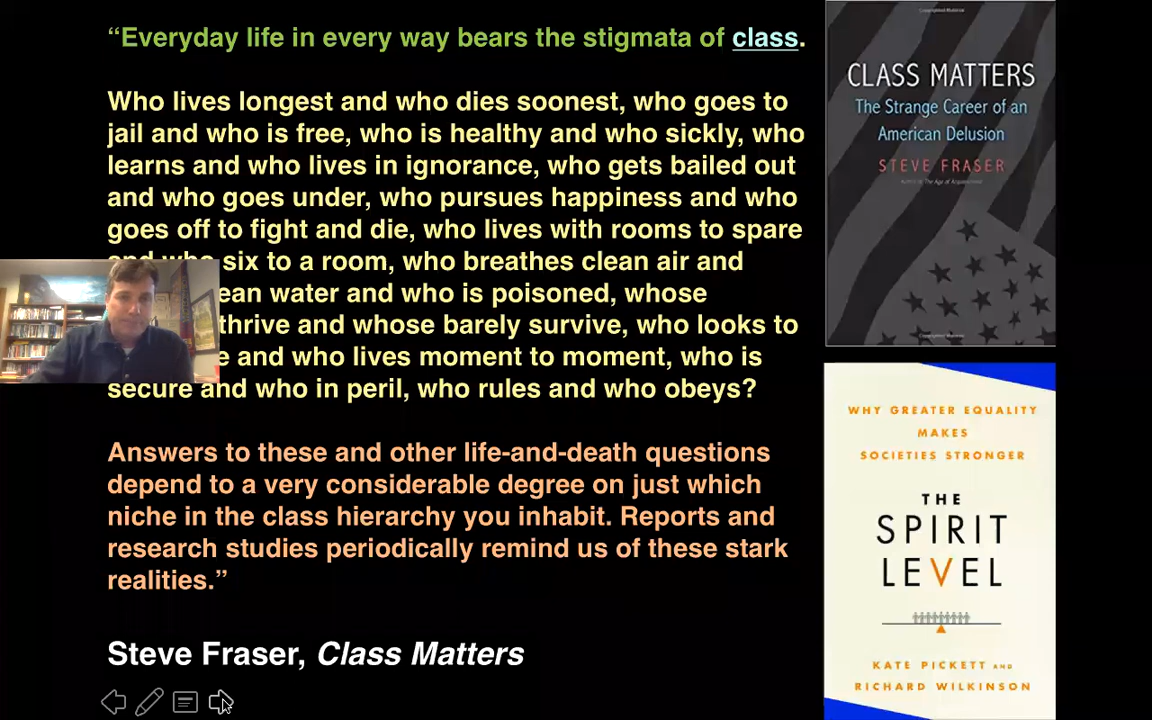 “Everyday life in every way bears the stigmata of class.
Who lives longest and who dies soonest, who goes to
jail and who is free, who is healthy and who sickly, who
learns and who lives in ignorance, who gets bailed out
and who goes under, who pursues happiness and who
goes off to fight and die, who lives with rooms to spare
and who six to a room, who breathes clean air and
ean water and who is poisoned, whose
thrive and whose barely survive, who looks to
e and who lives moment to moment, who is
secure and who in peril, who rules and who obeys?
Answers to these and other life-and-death questions
depend to a very considerable degree on just which
niche in the class hierarchy you inhabit. Reports and
research studies periodically remind us of these stark
realities.”
Steve Fraser, Class Matters
CLASS MATTERS
The Strange Career of an
American Delusion
STEVE FRASER
WHY GREATER EQUALITY
MAKES
SOCIETIES STRONGER
THE
SPIRIT
LEVEL
KATE PICKETT AND
RICHARD WILKINSON